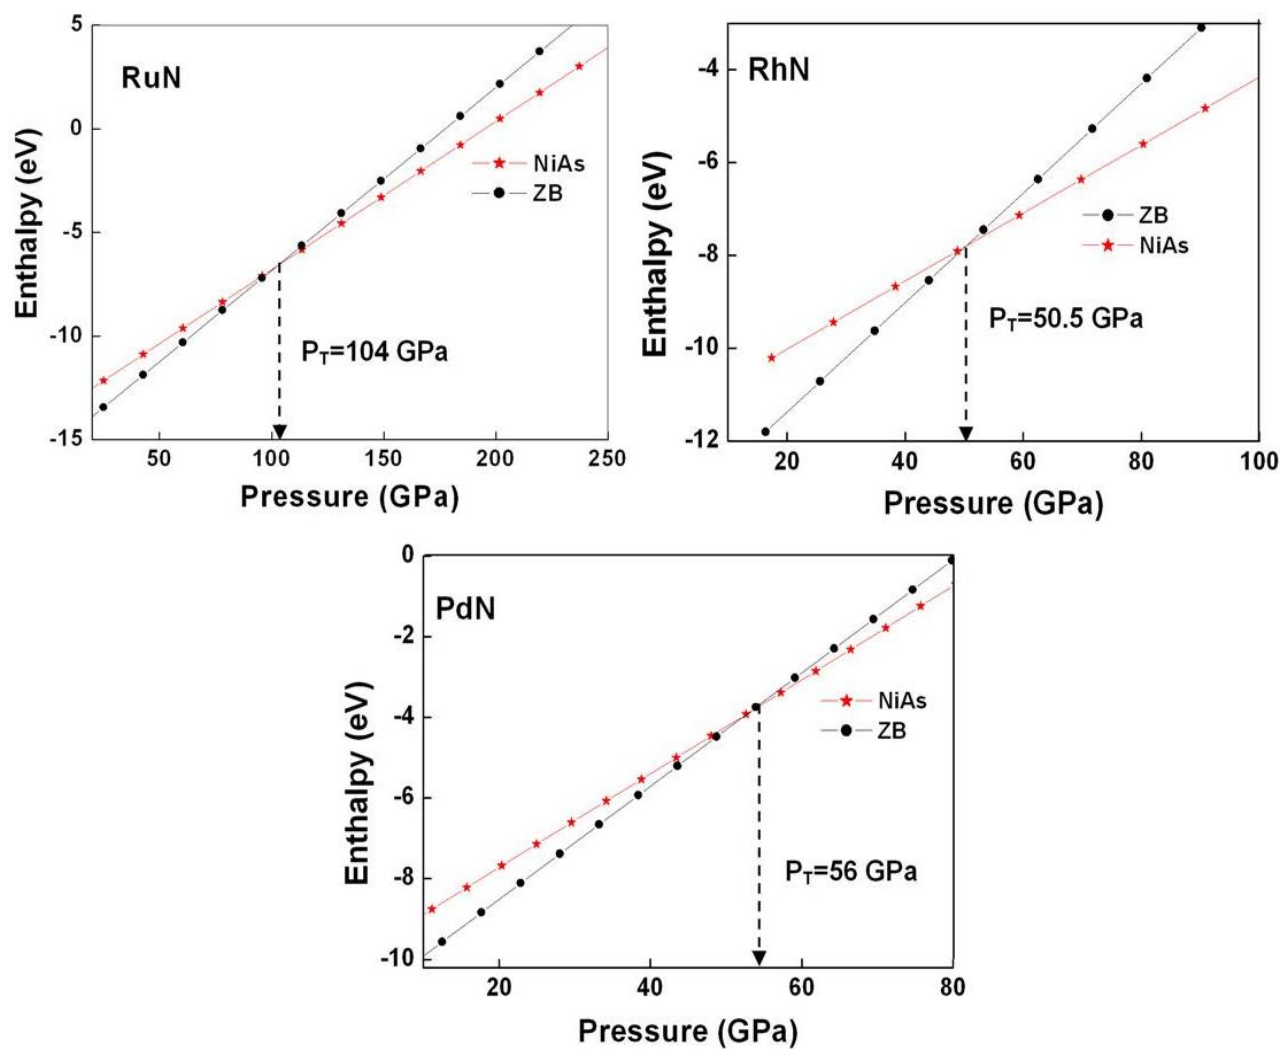 RuN
Enthalpy (eV)
5
0
-5
-10
-15
NiAs
ZB
P_T=104 GPa
50
100
150
200
250
Pressure (GPa)
RhN
Enthalpy (eV)
-4
-6
-8
-10
-12
ZB
NiAs
P_T=50.5 GPa
20
40
60
80
100
Pressure (GPa)
PdN
Enthalpy (eV)
0
-2
-4
-6
-8
-10
NiAs
ZB
P_T=56 GPa
20
40
60
80
Pressure (GPa)